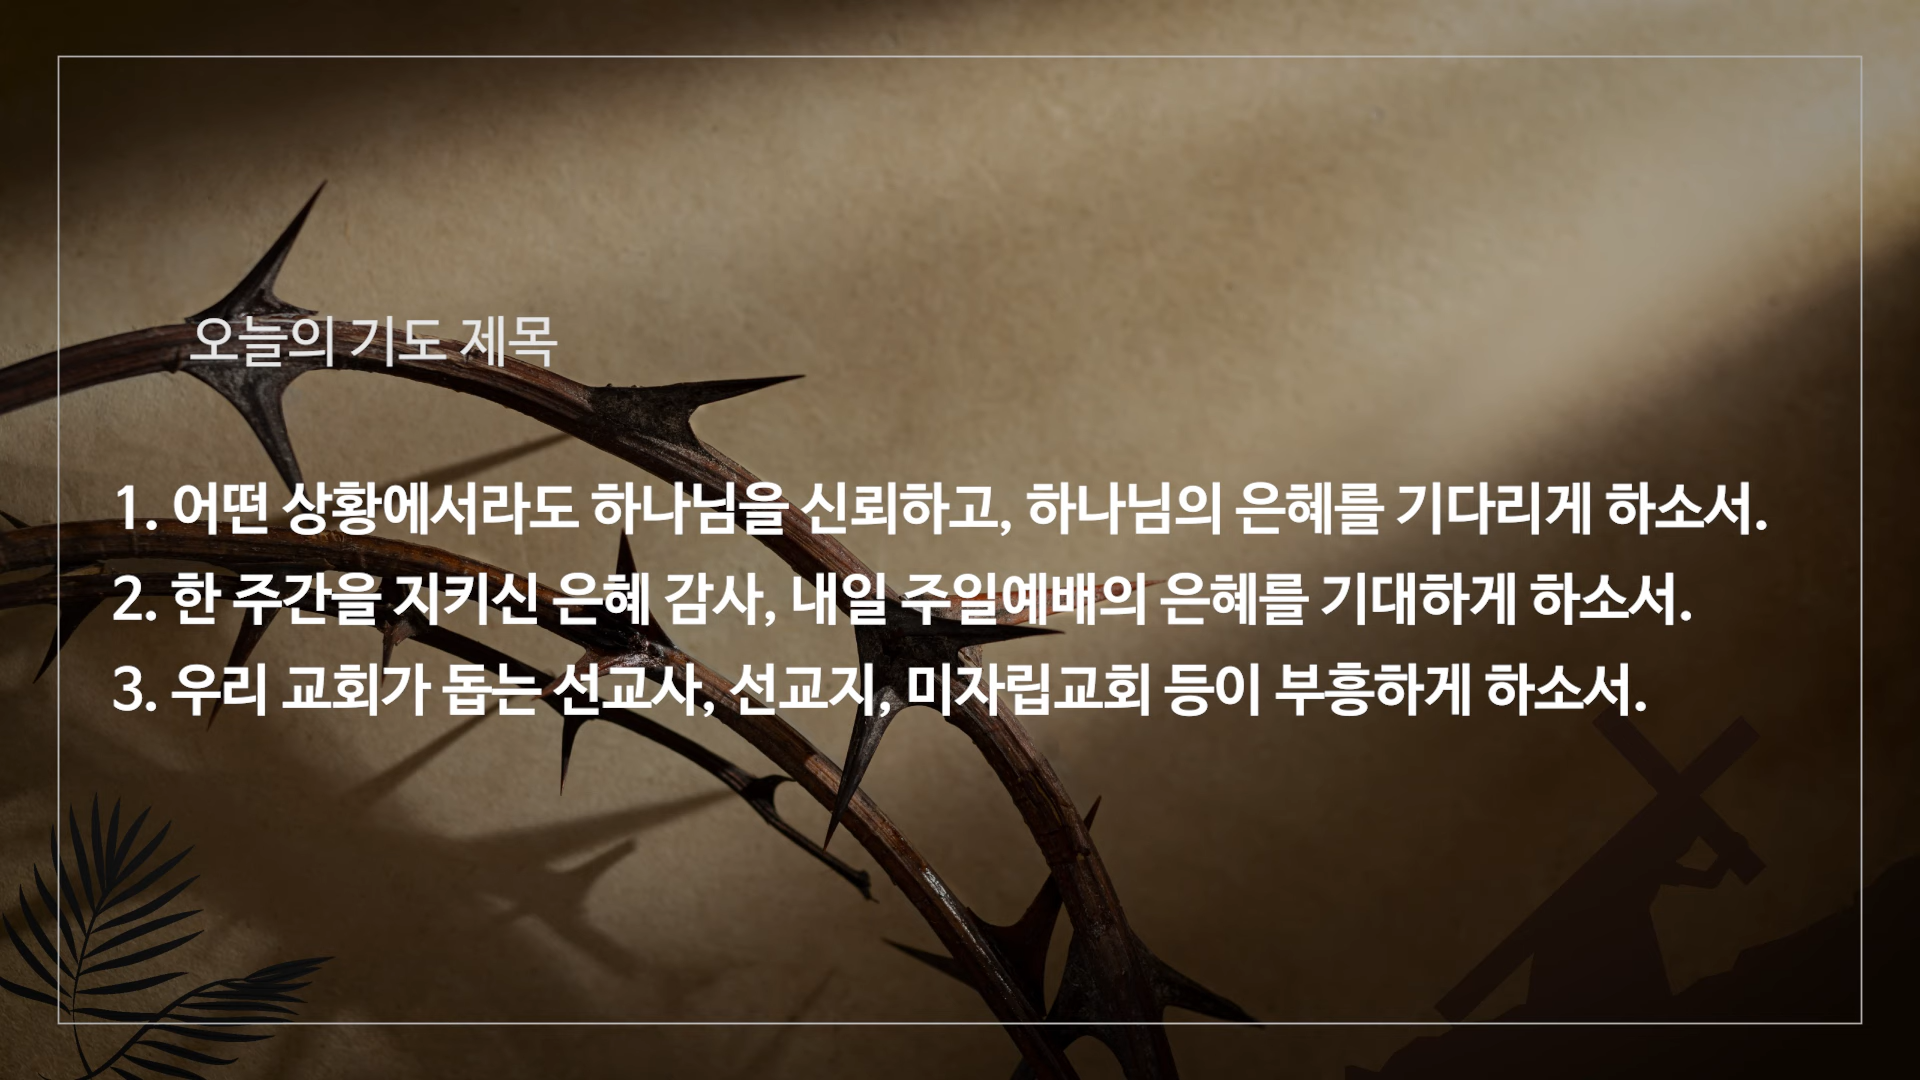 오늘의 기도 제목
1. 어떤 상황에서라도 하나님을 신뢰하고, 하나님의 은혜를 기다리게 하소서.
2. 한 주간을 지키신 은혜 감사, 내일 주일예배의 은혜를 기대하게 하소서.
3. 우리 교회가 돕는 선교사, 선교지, 미자립교회 등이 부흥하게 하소서.